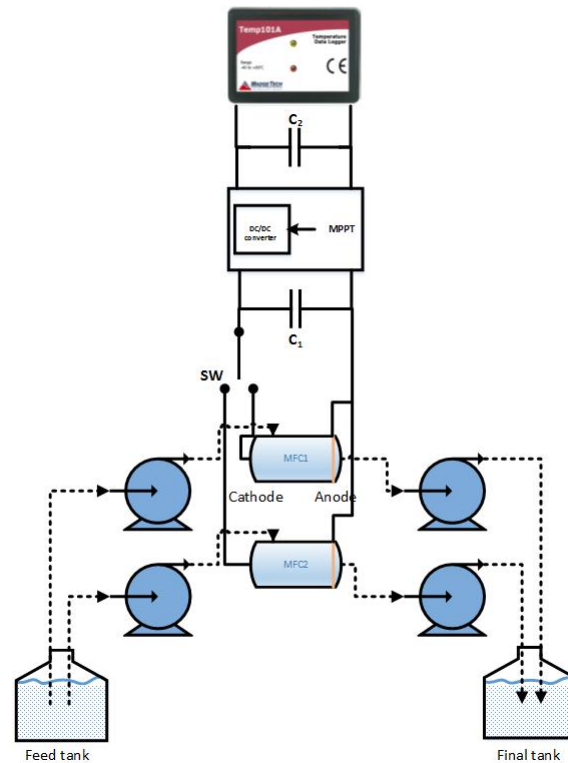 Temp101A
Temperature
Data Logger
CE
MADGETECH
C₂
DC/DC
converter
MPPT
C₁
SW
MFC1
Cathode
Anode
MFC2
Feed tank
Final tank